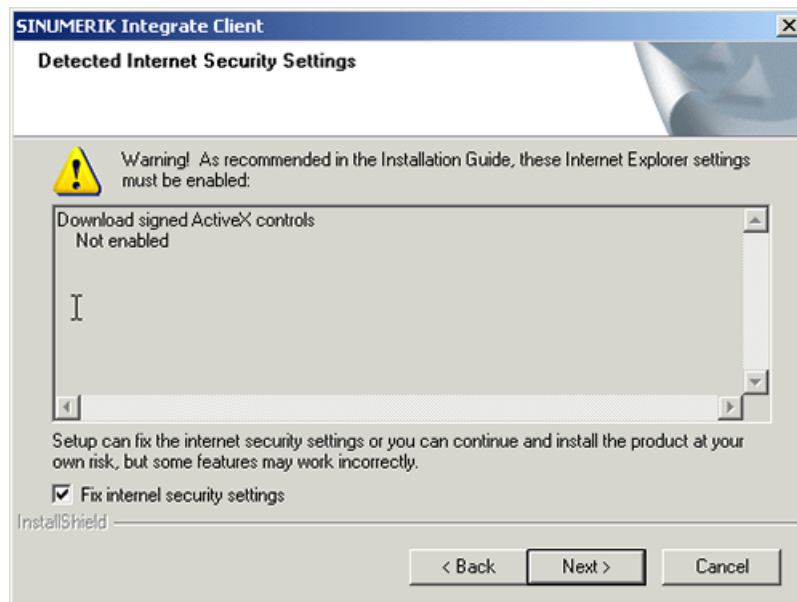 SINUMERIK Integrate Client
Detected Internet Security Settings
Warning! As recommended in the Installation Guide, these Internet Explorer settings
must be enabled:
Download signed ActiveX controls
Not enabled
Setup can fix the internet security settings or you can continue and install the product at your
own risk, but some features may work incorrectly.
Fix internel security settings
InstallShield
< Back
Next >
Cancel